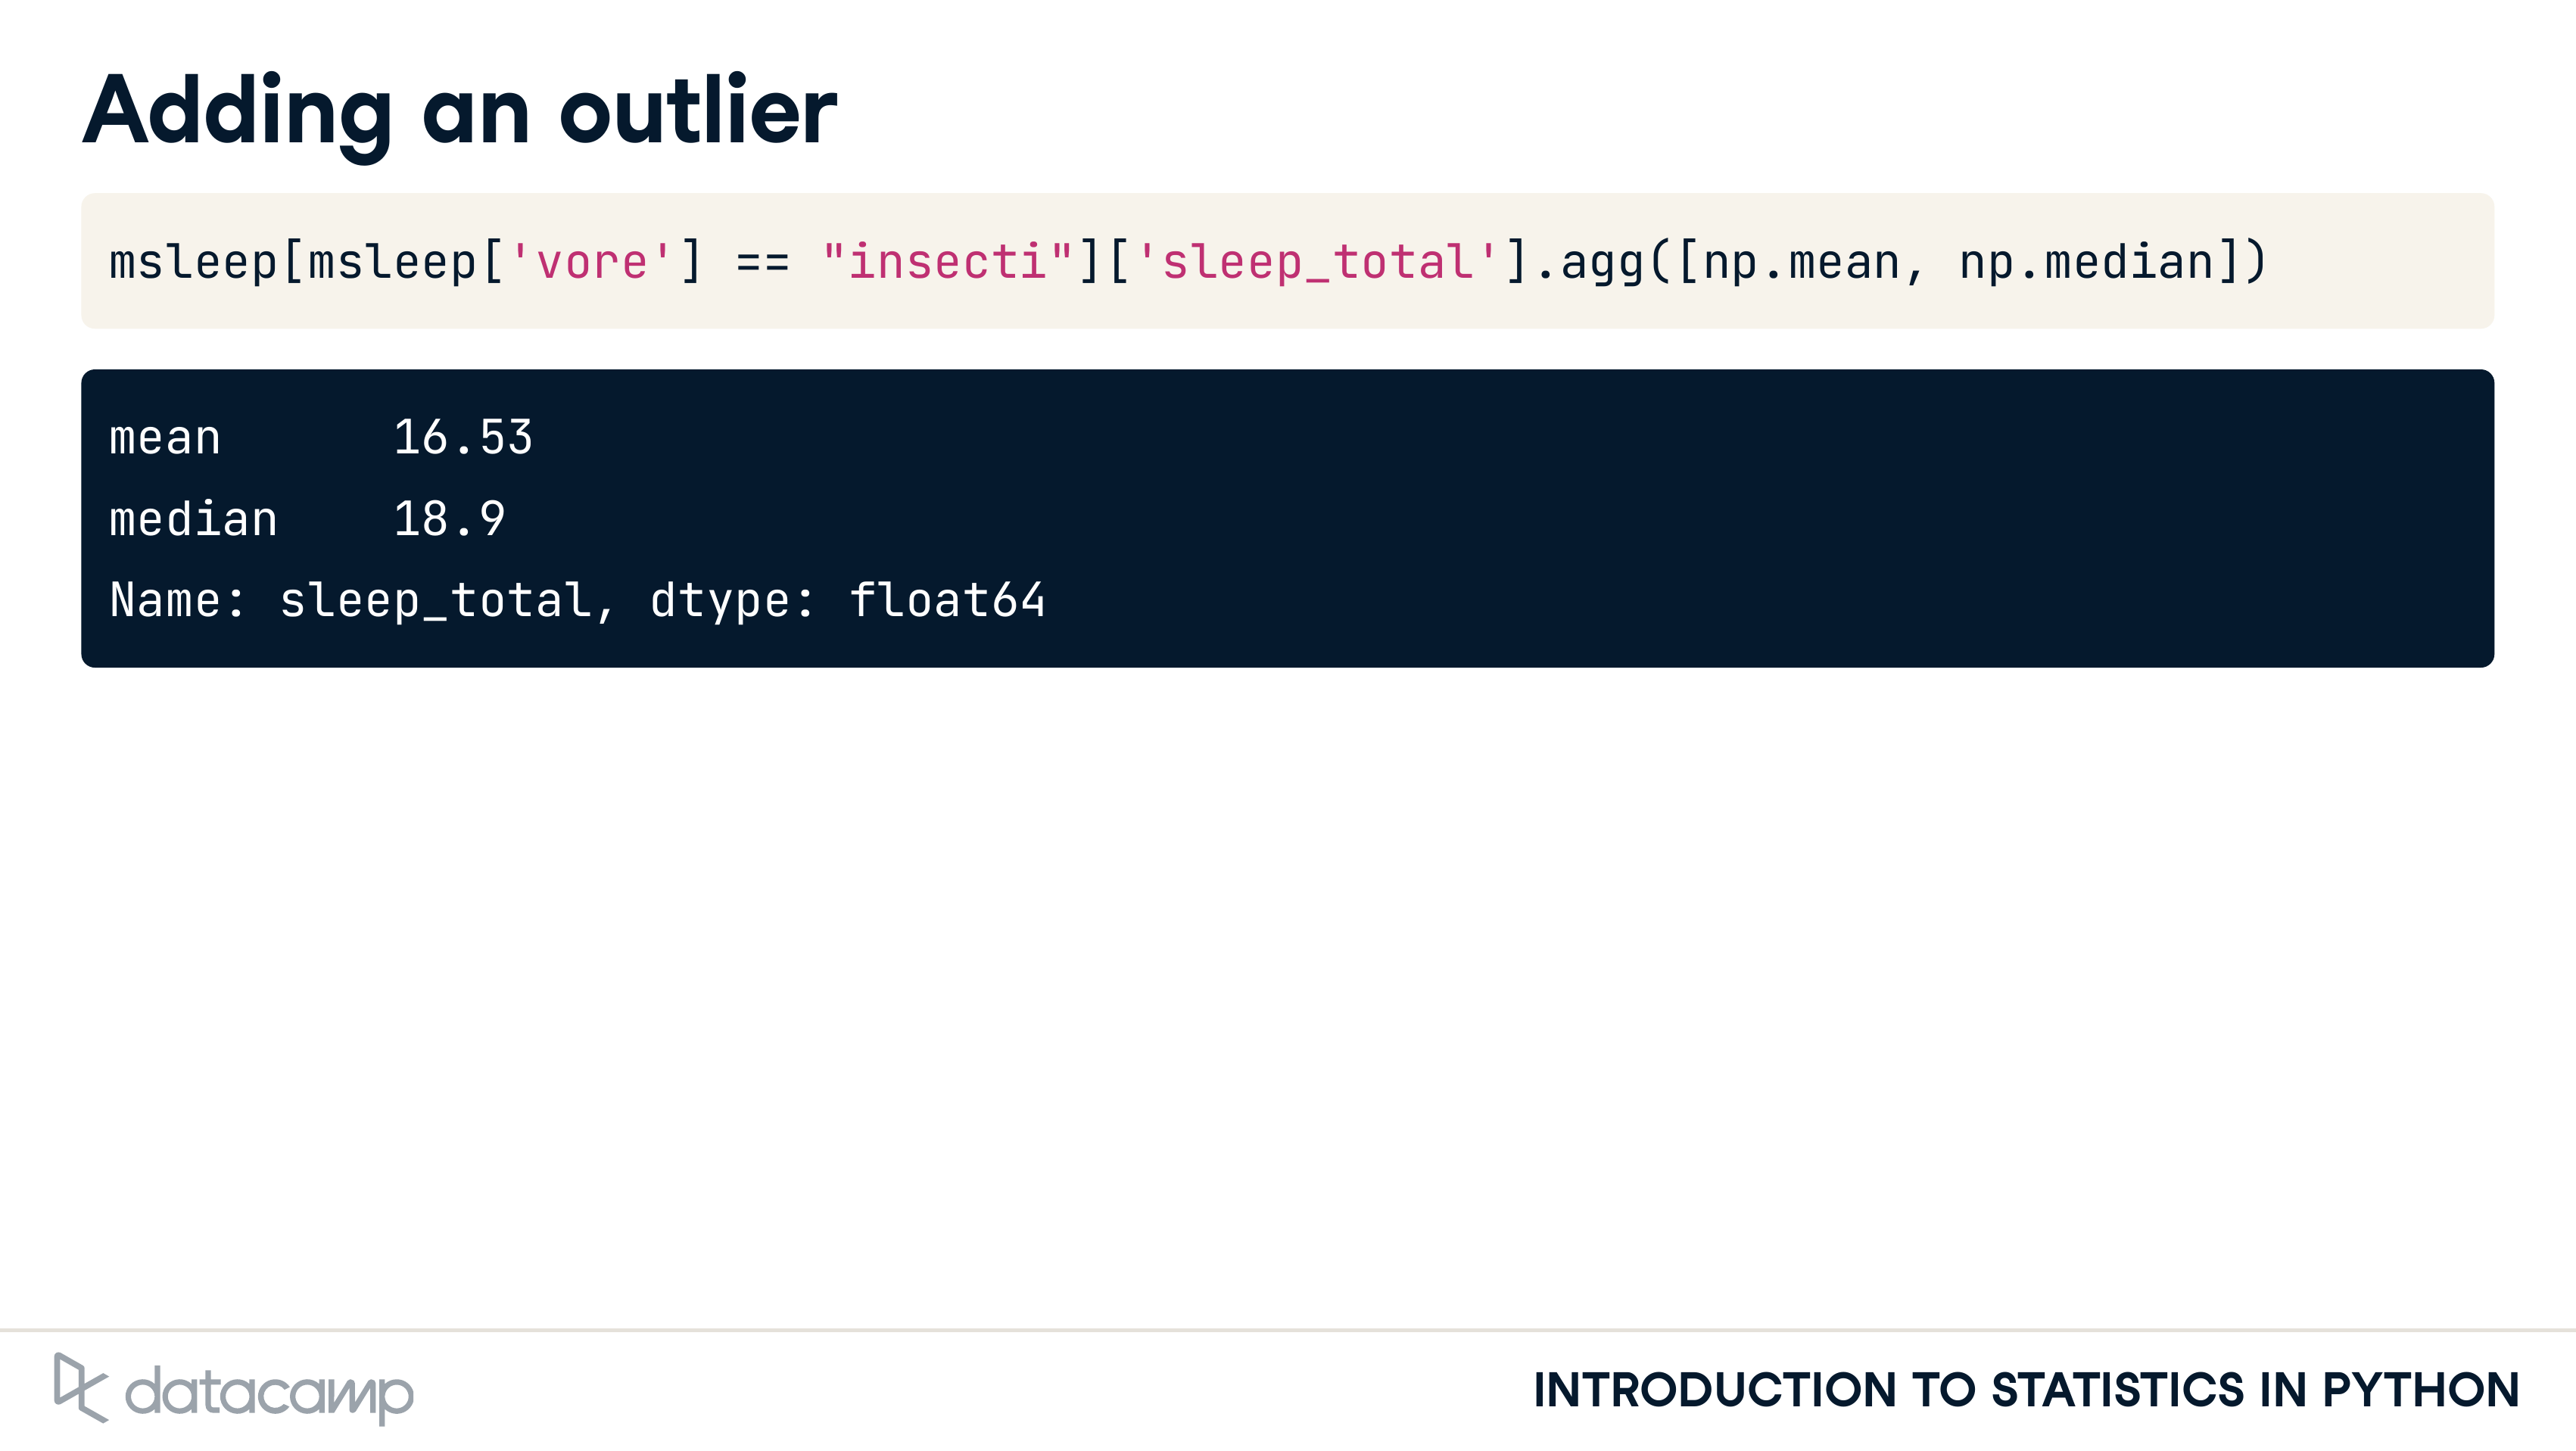 Adding an outlier
msleep[msleep['vore'] == "insecti"]['sleep_total'].agg([np.mean, np.median])
mean      16.53
median    18.9
Name: sleep_total, dtype: float64
datacamp
INTRODUCTION TO STATISTICS IN PYTHON